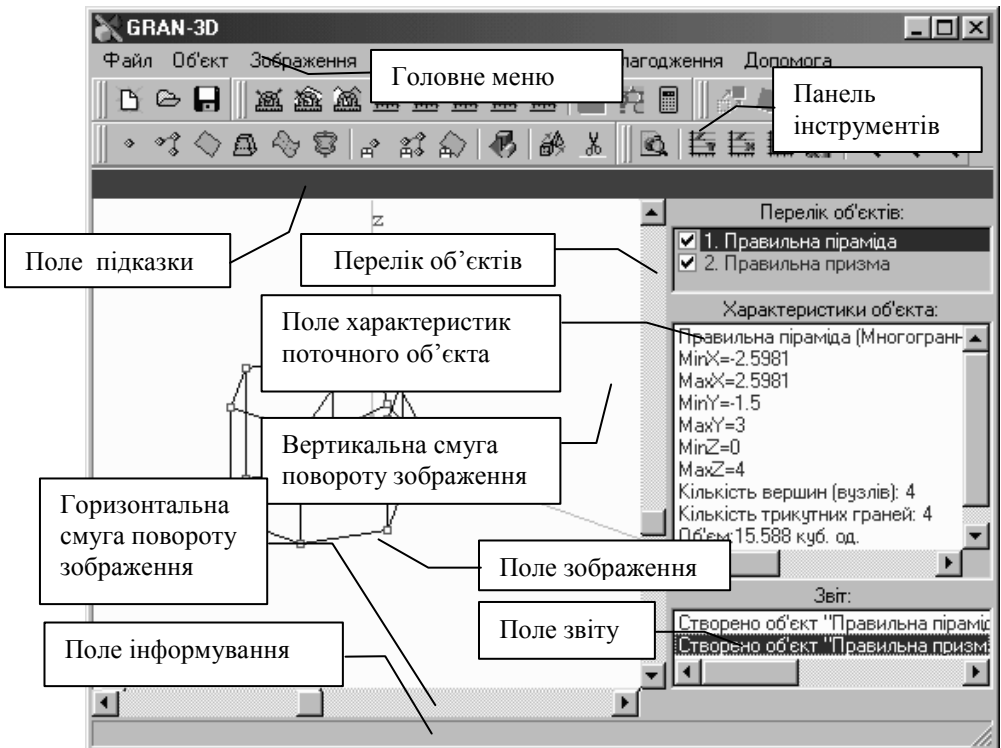 GRAN-3D
Файл Об'єкт Зображення Допомога
Головне меню
Панель
інструментів
Поле підказки
z
Перелік об'єктів:
1. Правильна піраміда
2. Правильна призма
Перелік об’єктів
Характеристики об'єкта:
Поле характеристик
поточного об’єкта
Правильна піраміда (Многогранн
MinX=-2.5981
MaxX=2.5981
MinY=-1.5
MaxY=3
MinZ=0
MaxZ=4
Кількість вершин (вузлів): 4
Кількість трикутних граней: 4
Об'єм:15.588 куб. од.
Вертикальна смуга
повороту зображення
Горизонтальна
смуга повороту
зображення
Поле зображення
Звіт:
Створено об'єкт "Правильна пірамід
Створено об'єкт "Правильна призм
Поле звіту
Поле інформування